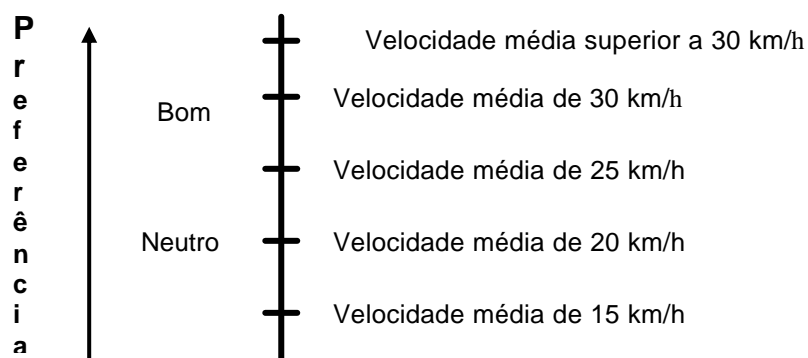 Preferência
Velocidade média superior a 30 km/h
Bom
Velocidade média de 30 km/h
Velocidade média de 25 km/h
Neutro
Velocidade média de 20 km/h
Velocidade média de 15 km/h